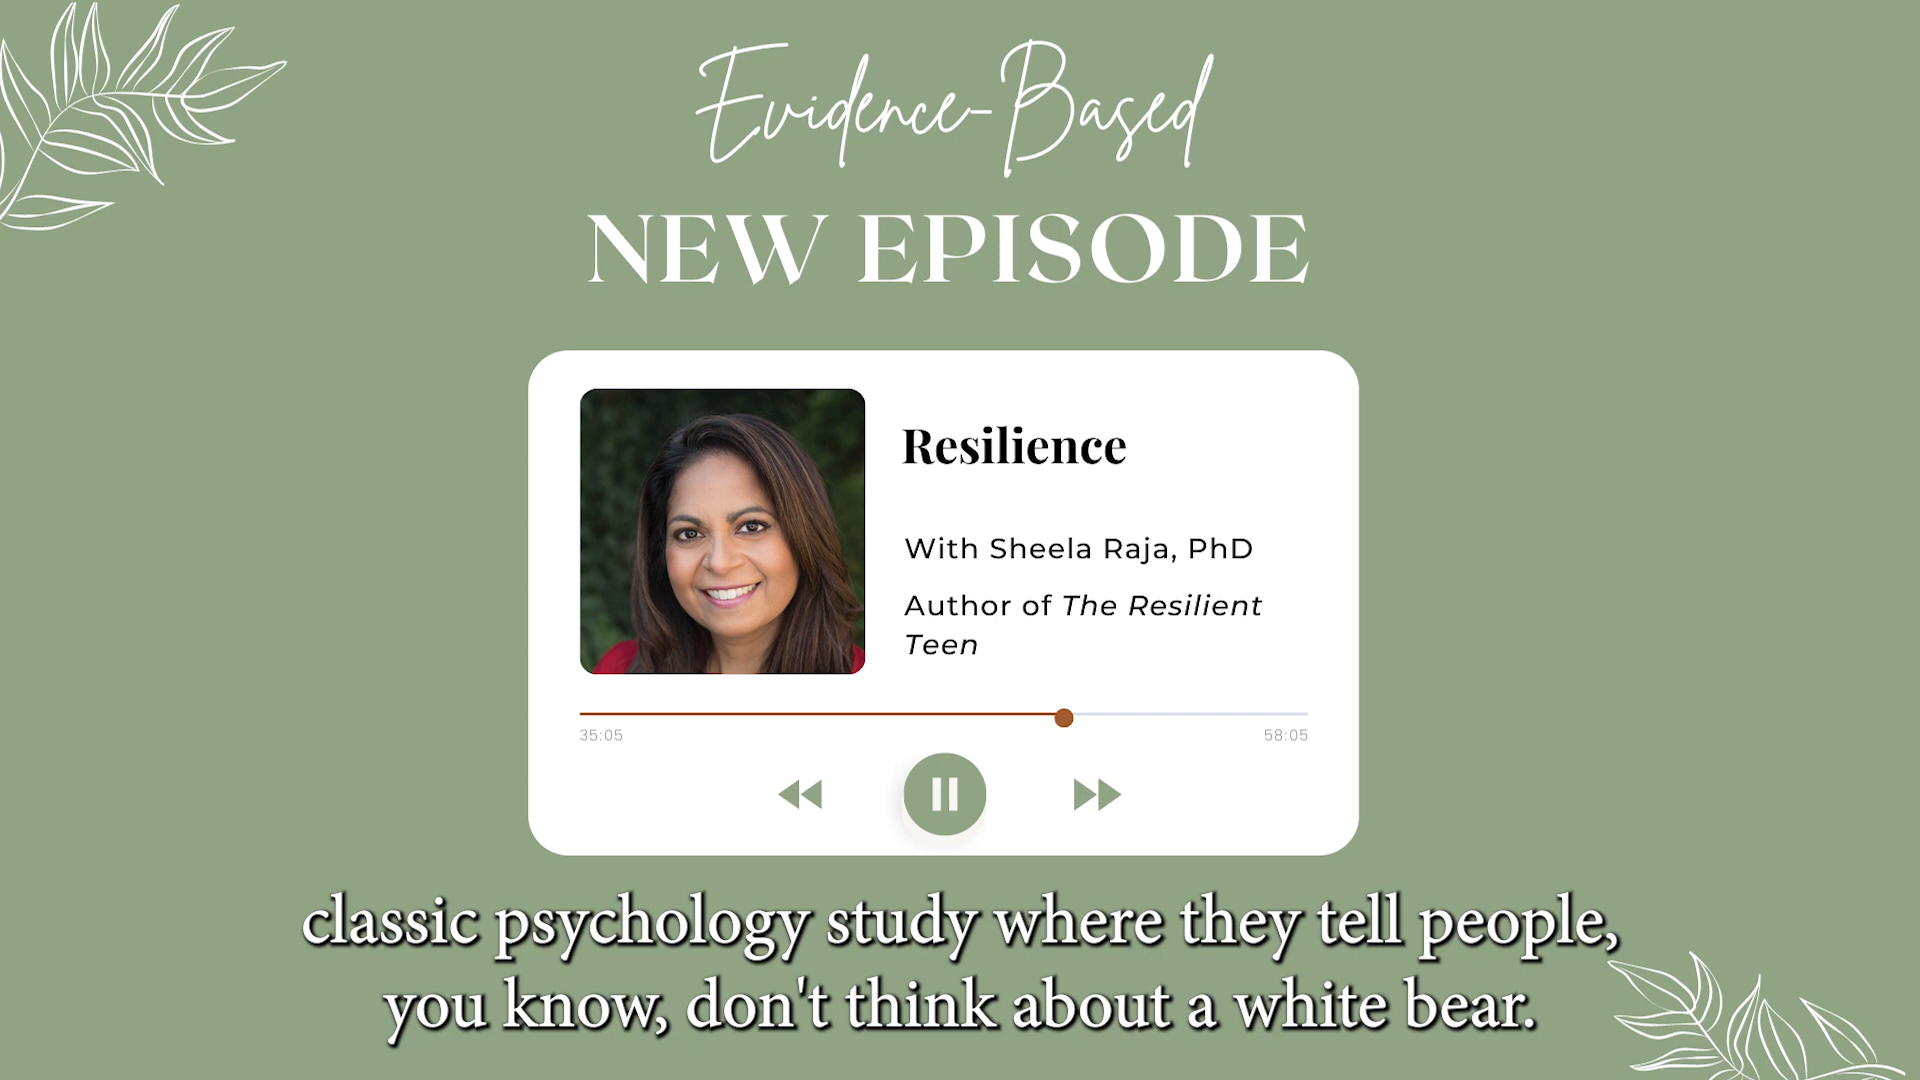 Evidence-Based
NEW EPISODE
Resilience
With Sheela Raja, PhD
Author of The Resilient
Teen
35:05
58:05
classic psychology study where they tell people,
you know, don't think about a white bear.